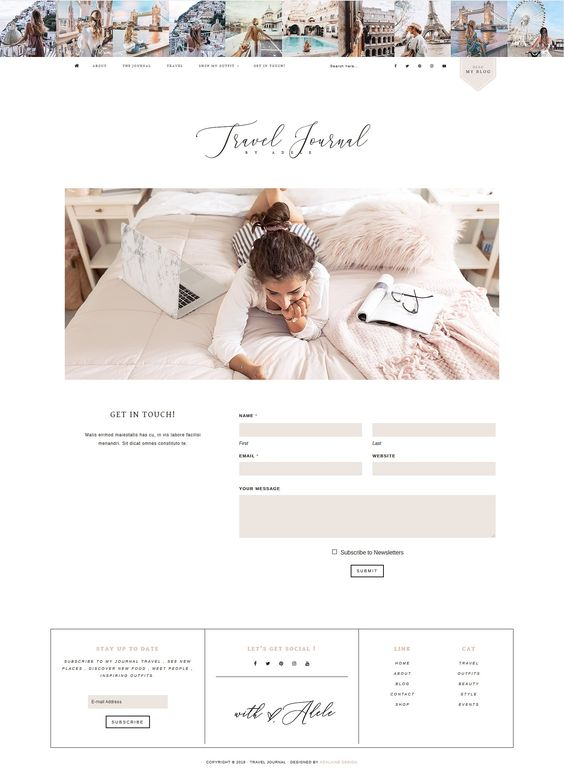 ABOUT THE JOURNAL TRAVEL SHOP MY OUTFIT GET IN TOUCH! Search here...
READ
MY BLOG
Travel Journal
BY ADELE
GET IN TOUCH!
Malis eirmod maiestatis has cu, in vis labore facilisi
menandri. Sit dicat omnes constituto te.
NAME *
First Last
EMAIL * WEBSITE
YOUR MESSAGE
Subscribe to Newsletters
SUBMIT
STAY UP TO DATE
SUBSCRIBE TO MY JOURNAL TRAVEL , SEE NEW
PLACES , DISCOVER NEW FOOD , MEET PEOPLE ,
INSPIRING OUTFITS
E-mail Address
SUBSCRIBE
LET'S GET SOCIAL !
with Adele
LINK
HOME
ABOUT
BLOG
CONTACT
SHOP
CAT
TRAVEL
OUTFITS
BEAUTY
STYLE
EVENTS
COPYRIGHT © 2019 · TRAVEL JOURNAL · DESIGNED BY